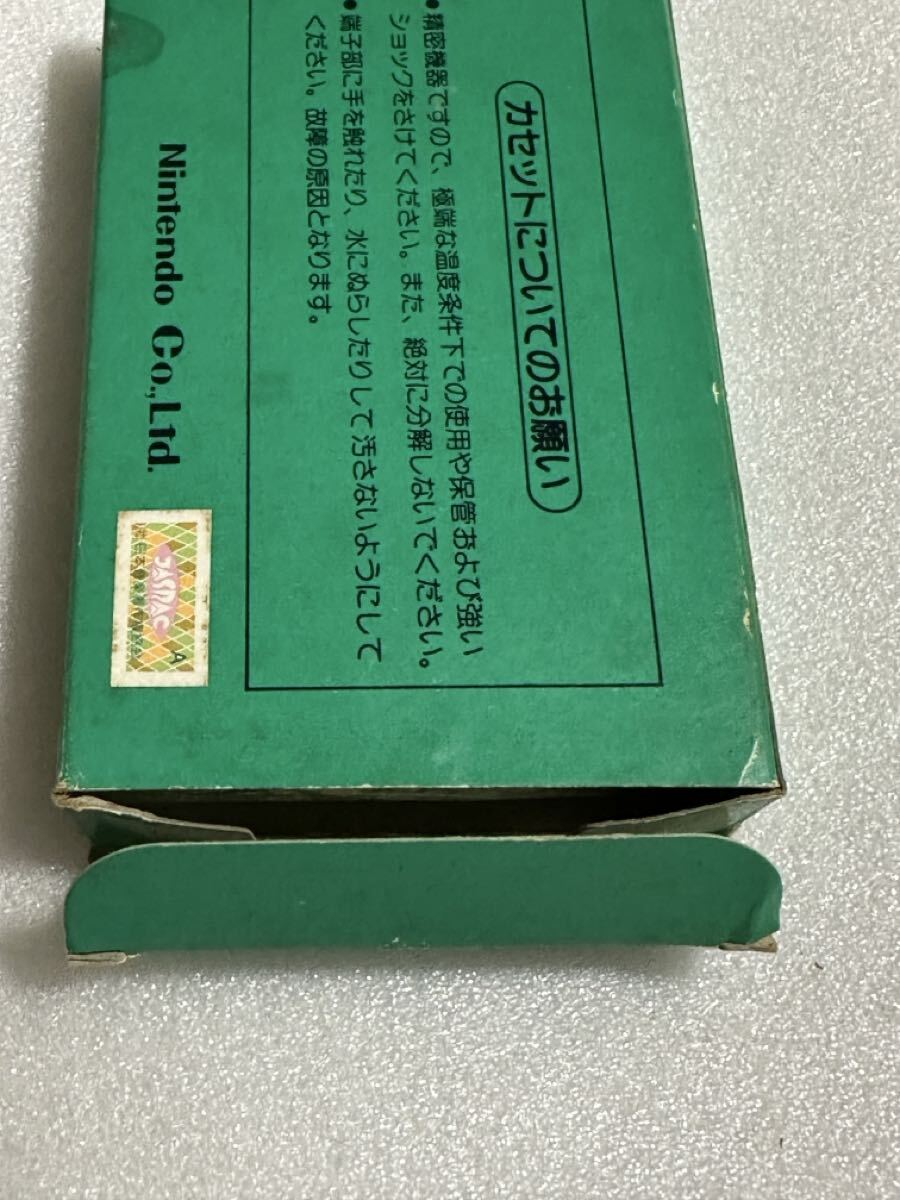 カセットについてのお願い
●精密機器ですので、極端な温度条件下での使用や保管および強い
ショックをさけてください。また、絶対に分解しないでください。
●端子部に手を触れたり、水にぬらしたりして汚さないようにして
ください。故障の原因となります。
Nintendo Co.,Ltd.
JASRAC
A